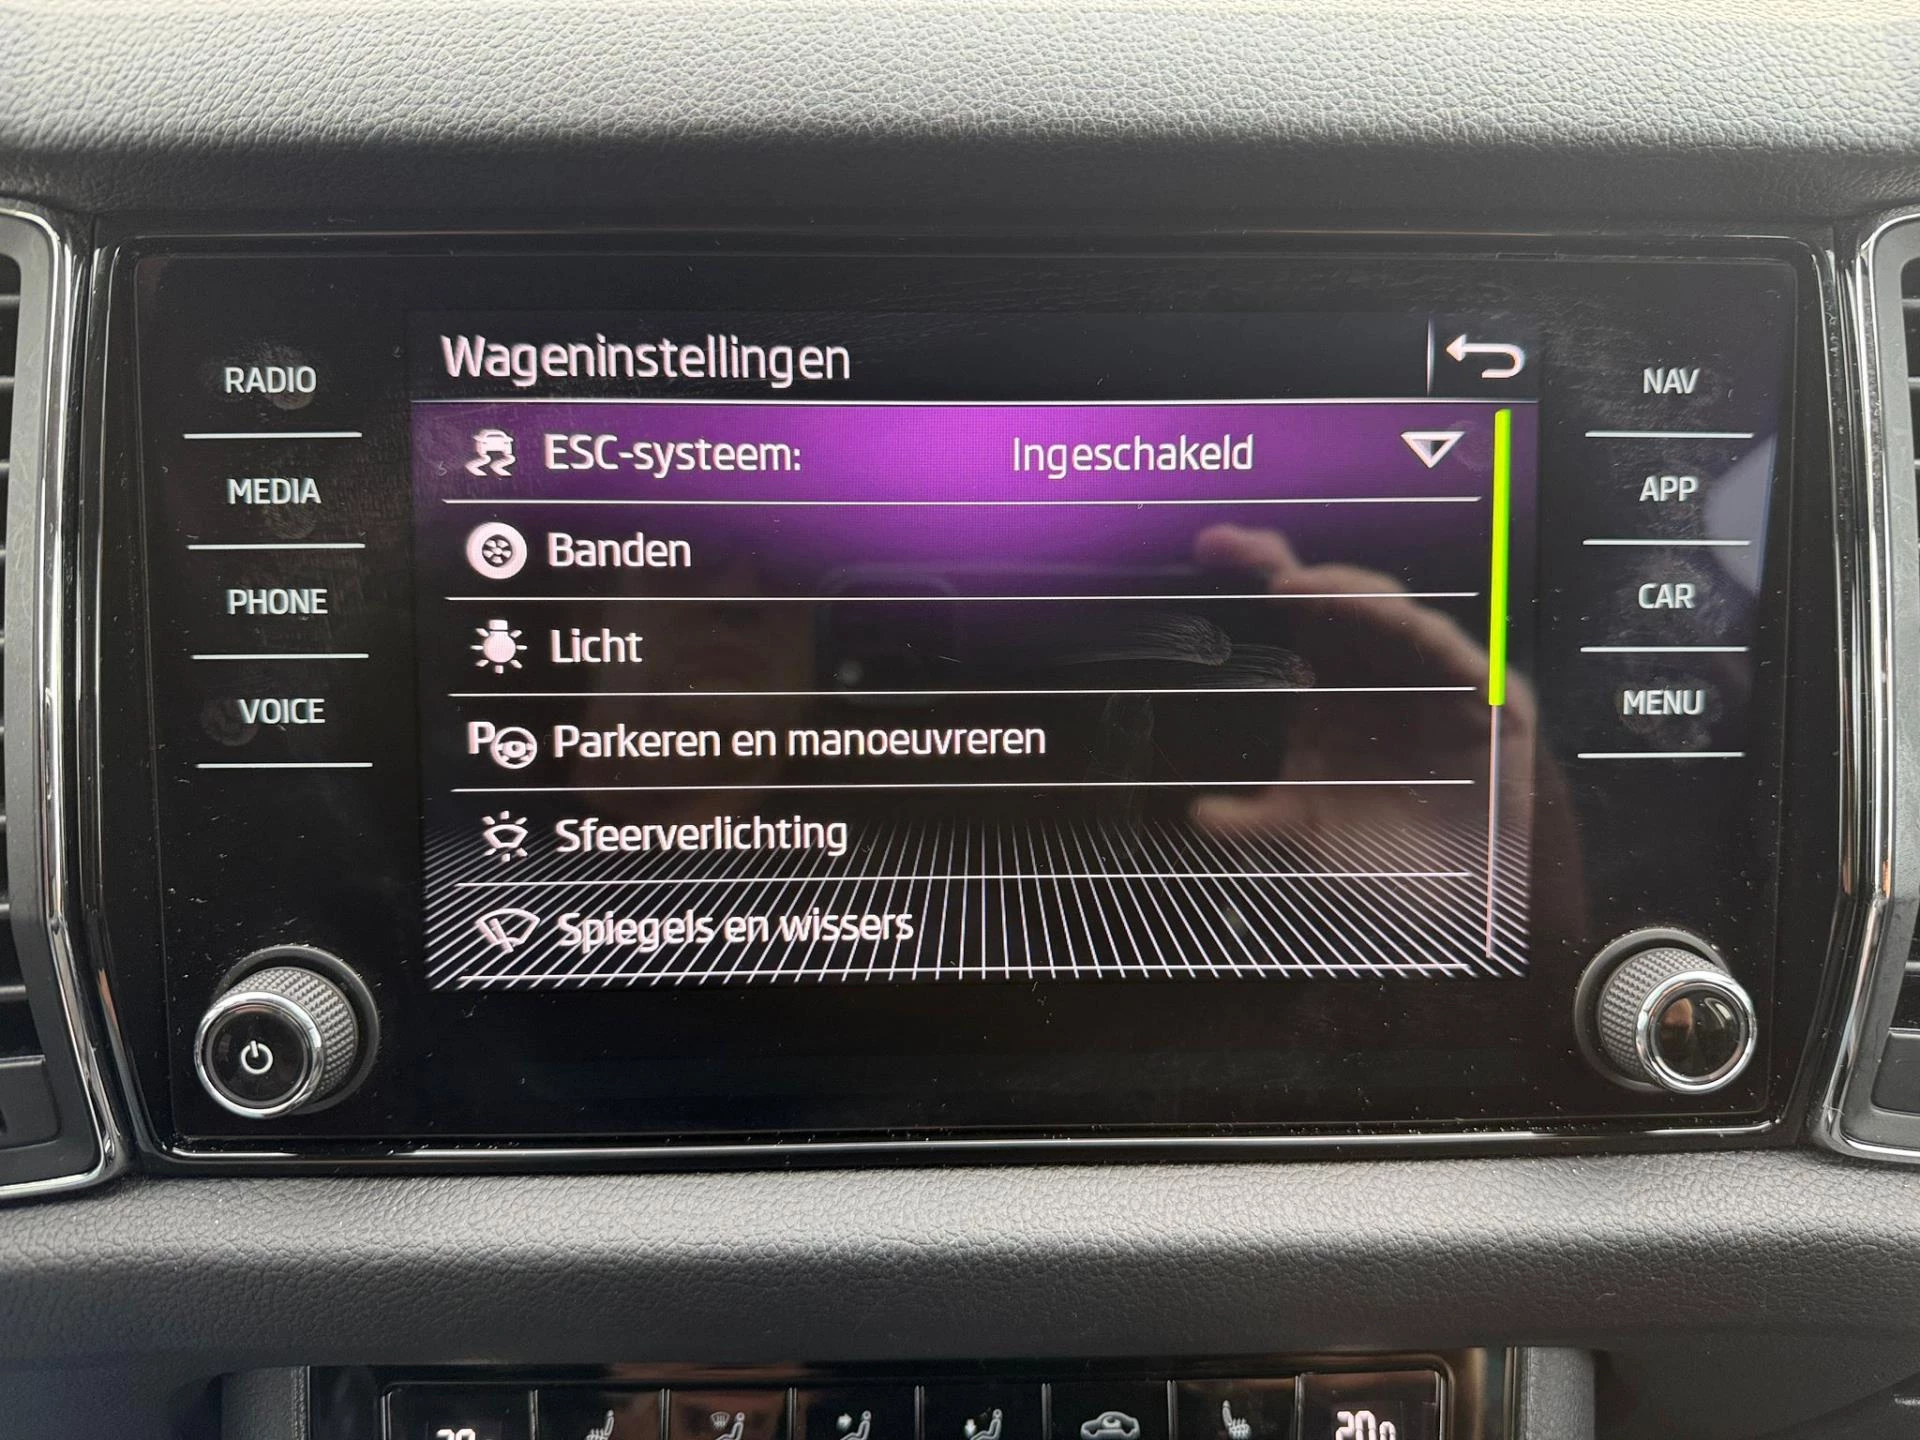 Wageninstellingen
RADIO
MEDIA
PHONE
VOICE
ESC-systeem: Ingeschakeld
Banden
Licht
P Parkeren en manoeuvreren
Sfeerverlichting
Spiegels en wissers
NAV
APP
CAR
MENU